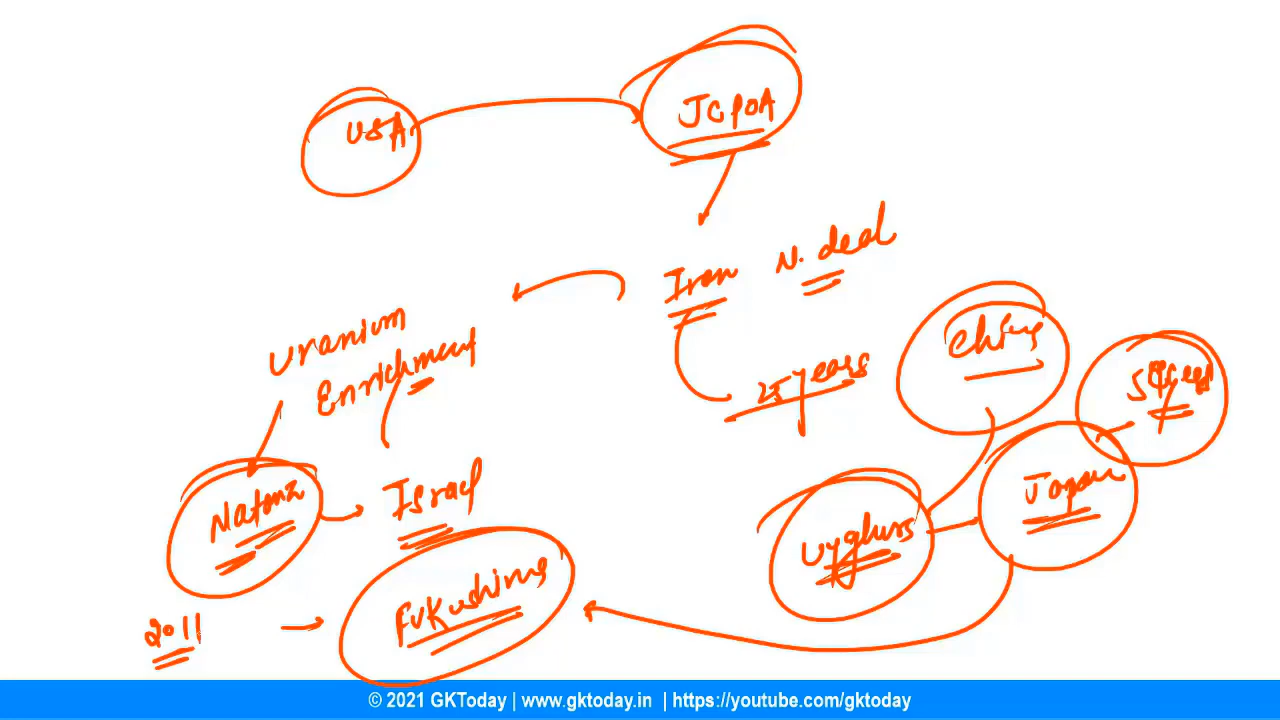 USA
JCPOA
Iran N. deal
Uranium
Enrichment
25 years
China
Japan
Uyghurs
Natanz
Israel
Fukushima
2011
© 2021 GKToday | www.gktoday.in | https://youtube.com/gktoday